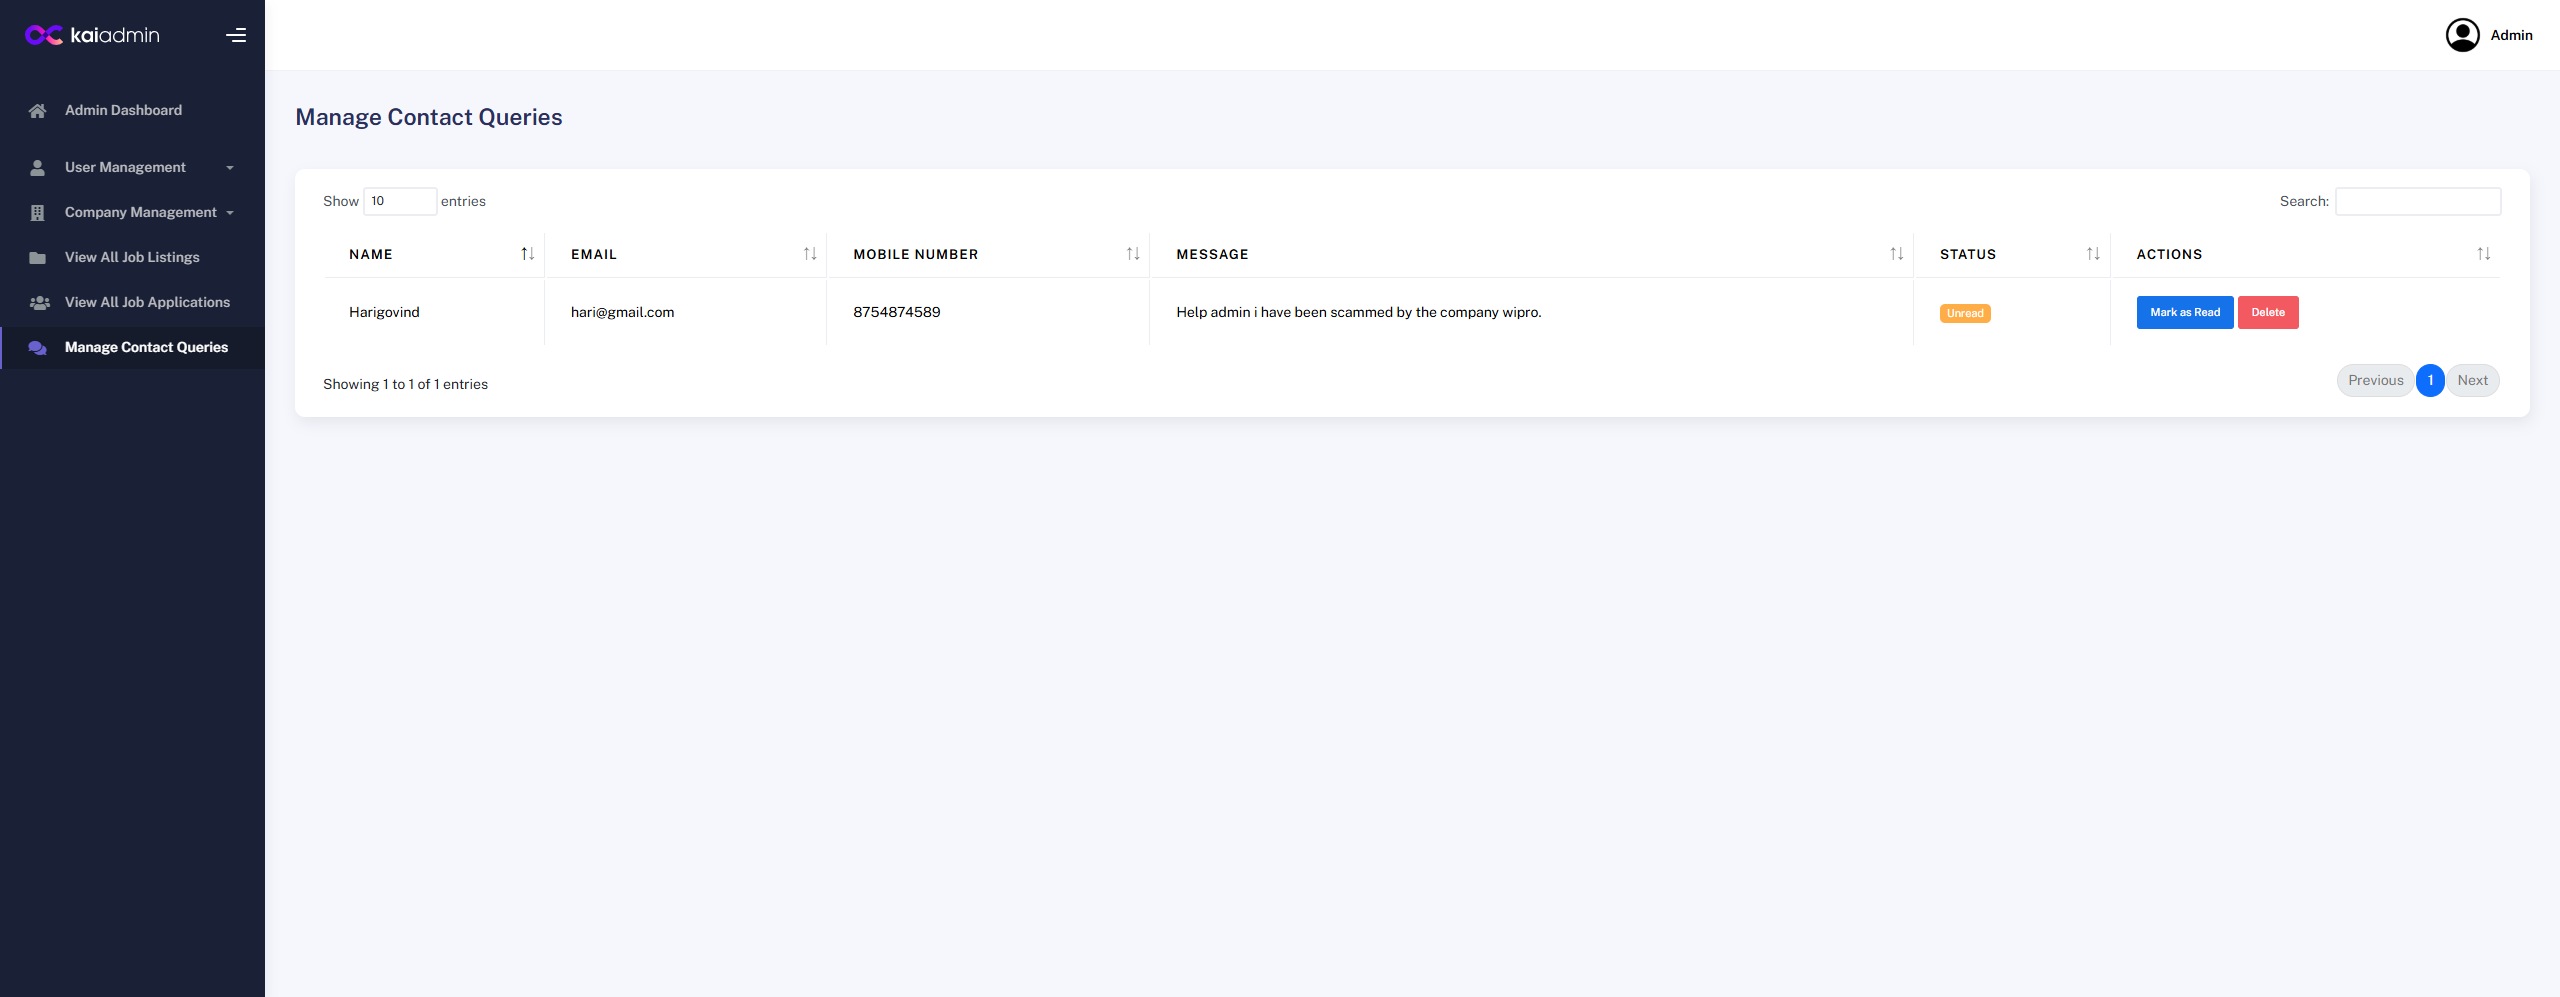 kaiadmin
Admin
Admin Dashboard
User Management
Company Management
View All Job Listings
View All Job Applications
Manage Contact Queries
Manage Contact Queries
Show 10 entries
Search:
NAME EMAIL MOBILE NUMBER MESSAGE STATUS ACTIONS
Harigovind hari@gmail.com 8754874589 Help admin i have been scammed by the company wipro. Unread Mark as Read Delete
Showing 1 to 1 of 1 entries
Previous 1 Next